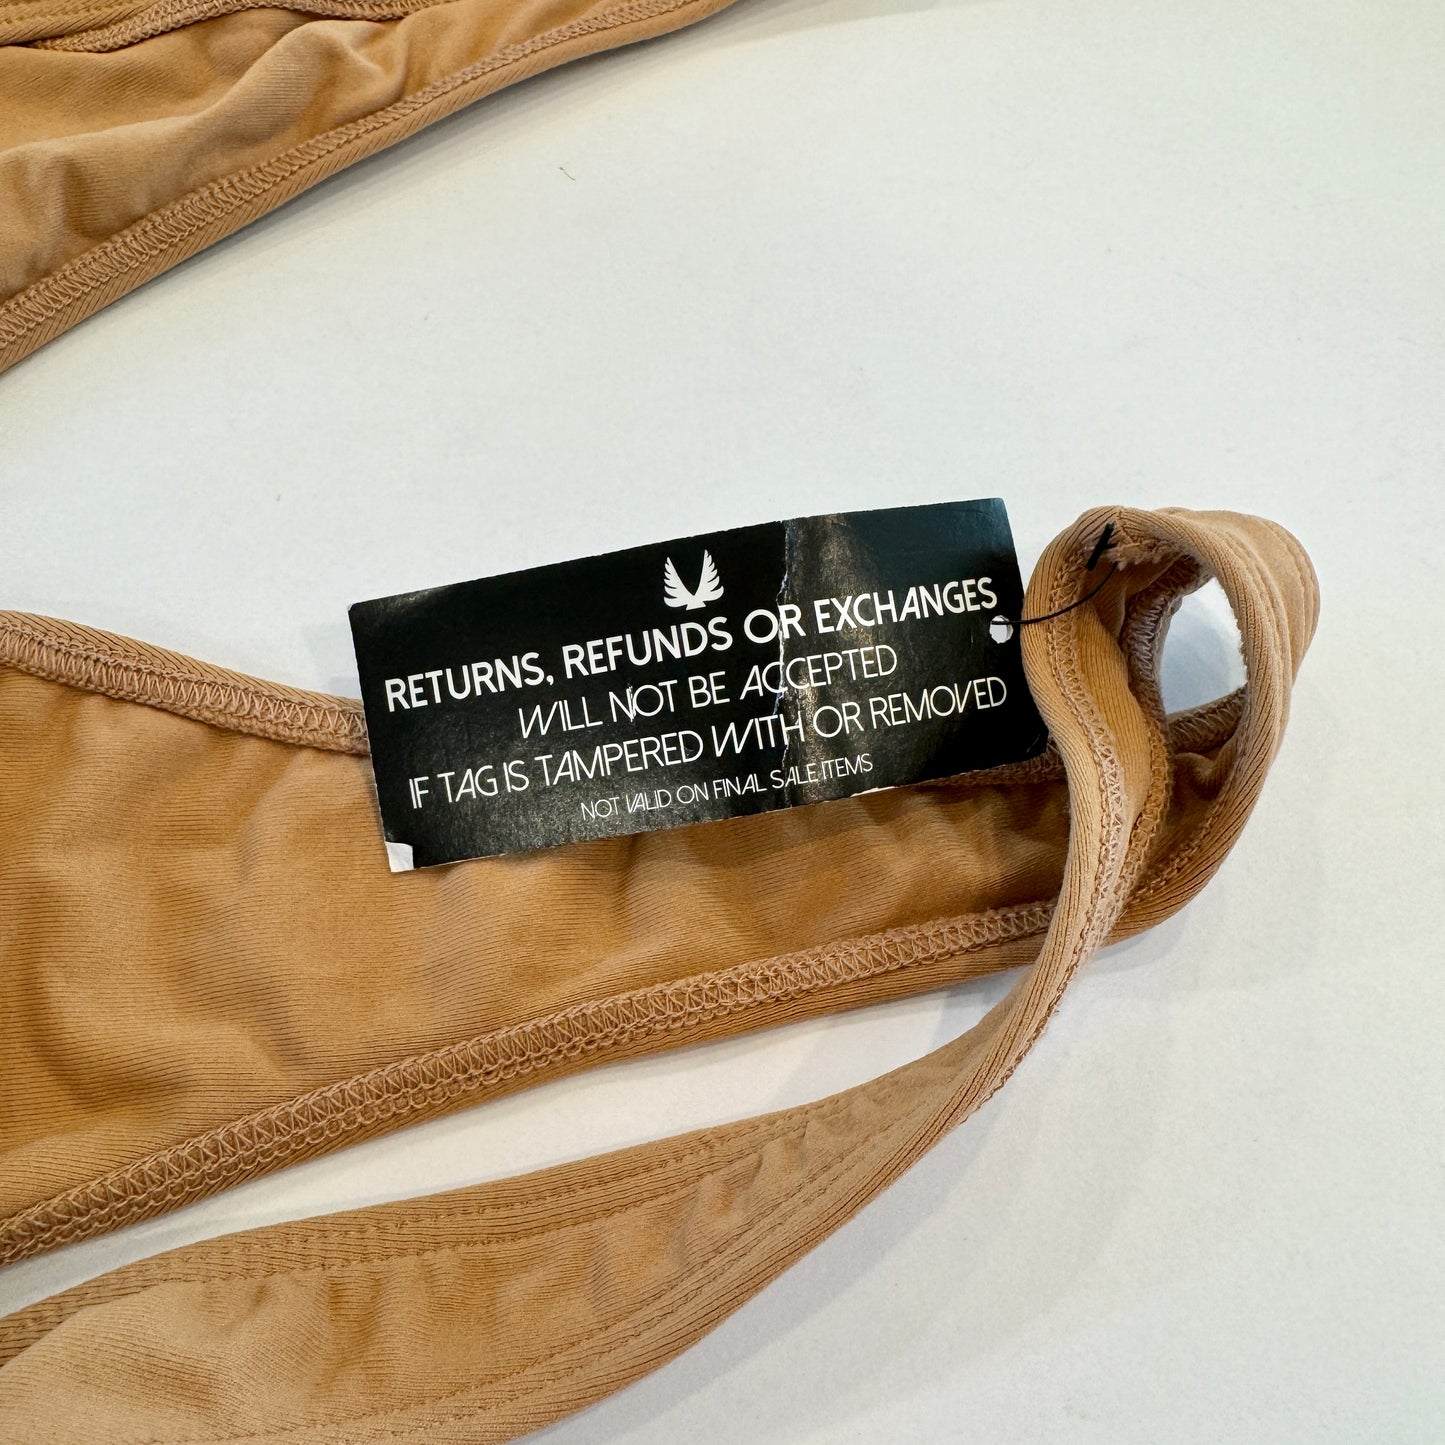 RETURNS, REFUNDS OR EXCHANGES
WILL NOT BE ACCEPTED
IF TAG IS TAMPERED WITH OR REMOVED
NOT VALID ON FINAL SALE ITEMS